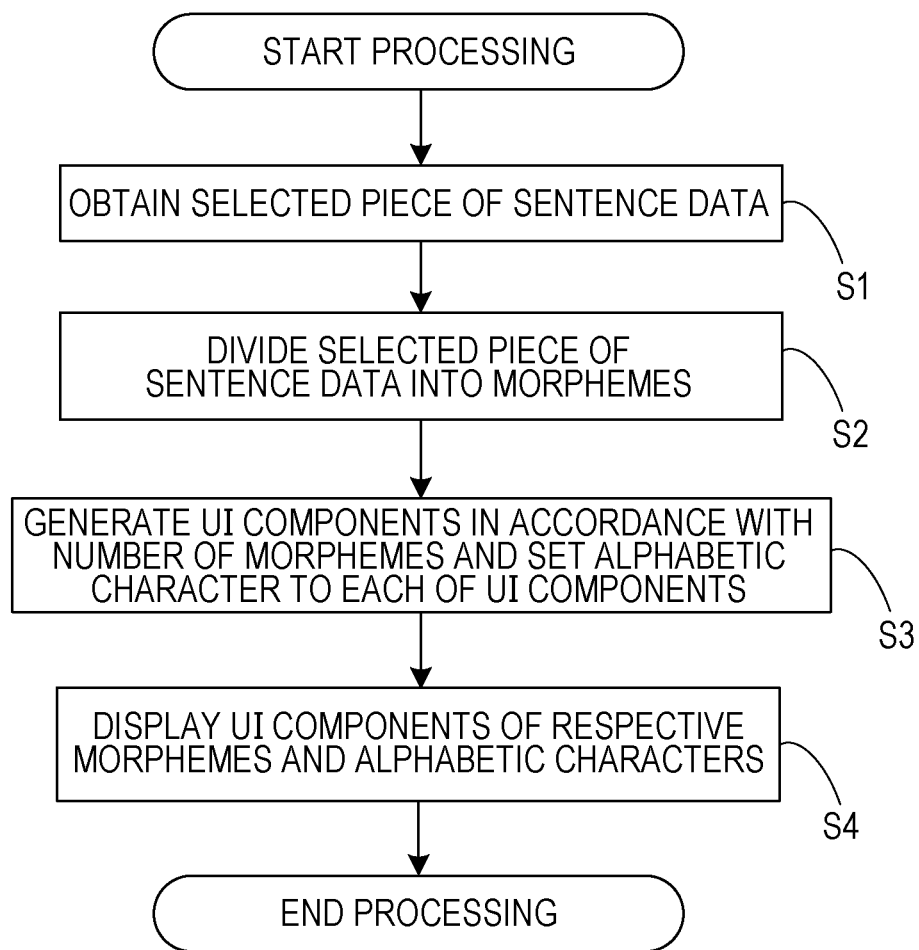 START PROCESSING
OBTAIN SELECTED PIECE OF SENTENCE DATA
S1
DIVIDE SELECTED PIECE OF
SENTENCE DATA INTO MORPHEMES
S2
GENERATE UI COMPONENTS IN ACCORDANCE WITH
NUMBER OF MORPHEMES AND SET ALPHABETIC
CHARACTER TO EACH OF UI COMPONENTS
S3
DISPLAY UI COMPONENTS OF RESPECTIVE
MORPHEMES AND ALPHABETIC CHARACTERS
S4
END PROCESSING